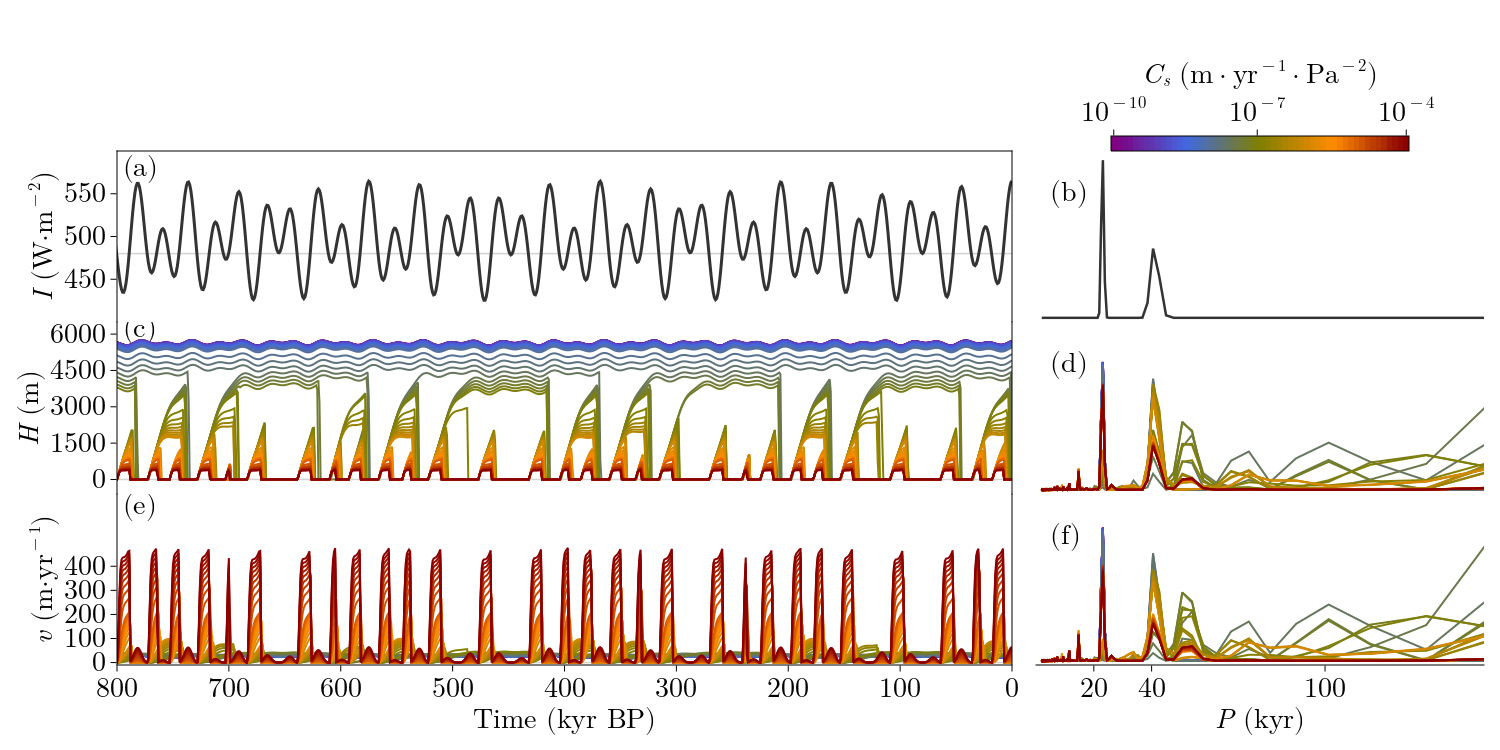 C_s (m · yr^−1 · Pa^−2)
10^−10 10^−7 10^−4
(a)
(b)
I (W·m^−2)
550
500
450
(c)
(d)
H (m)
6000
4500
3000
1500
0
(e)
(f)
v (m·yr^−1)
400
300
200
100
0
800 700 600 500 400 300 200 100 0
Time (kyr BP)
20 40 100
P (kyr)